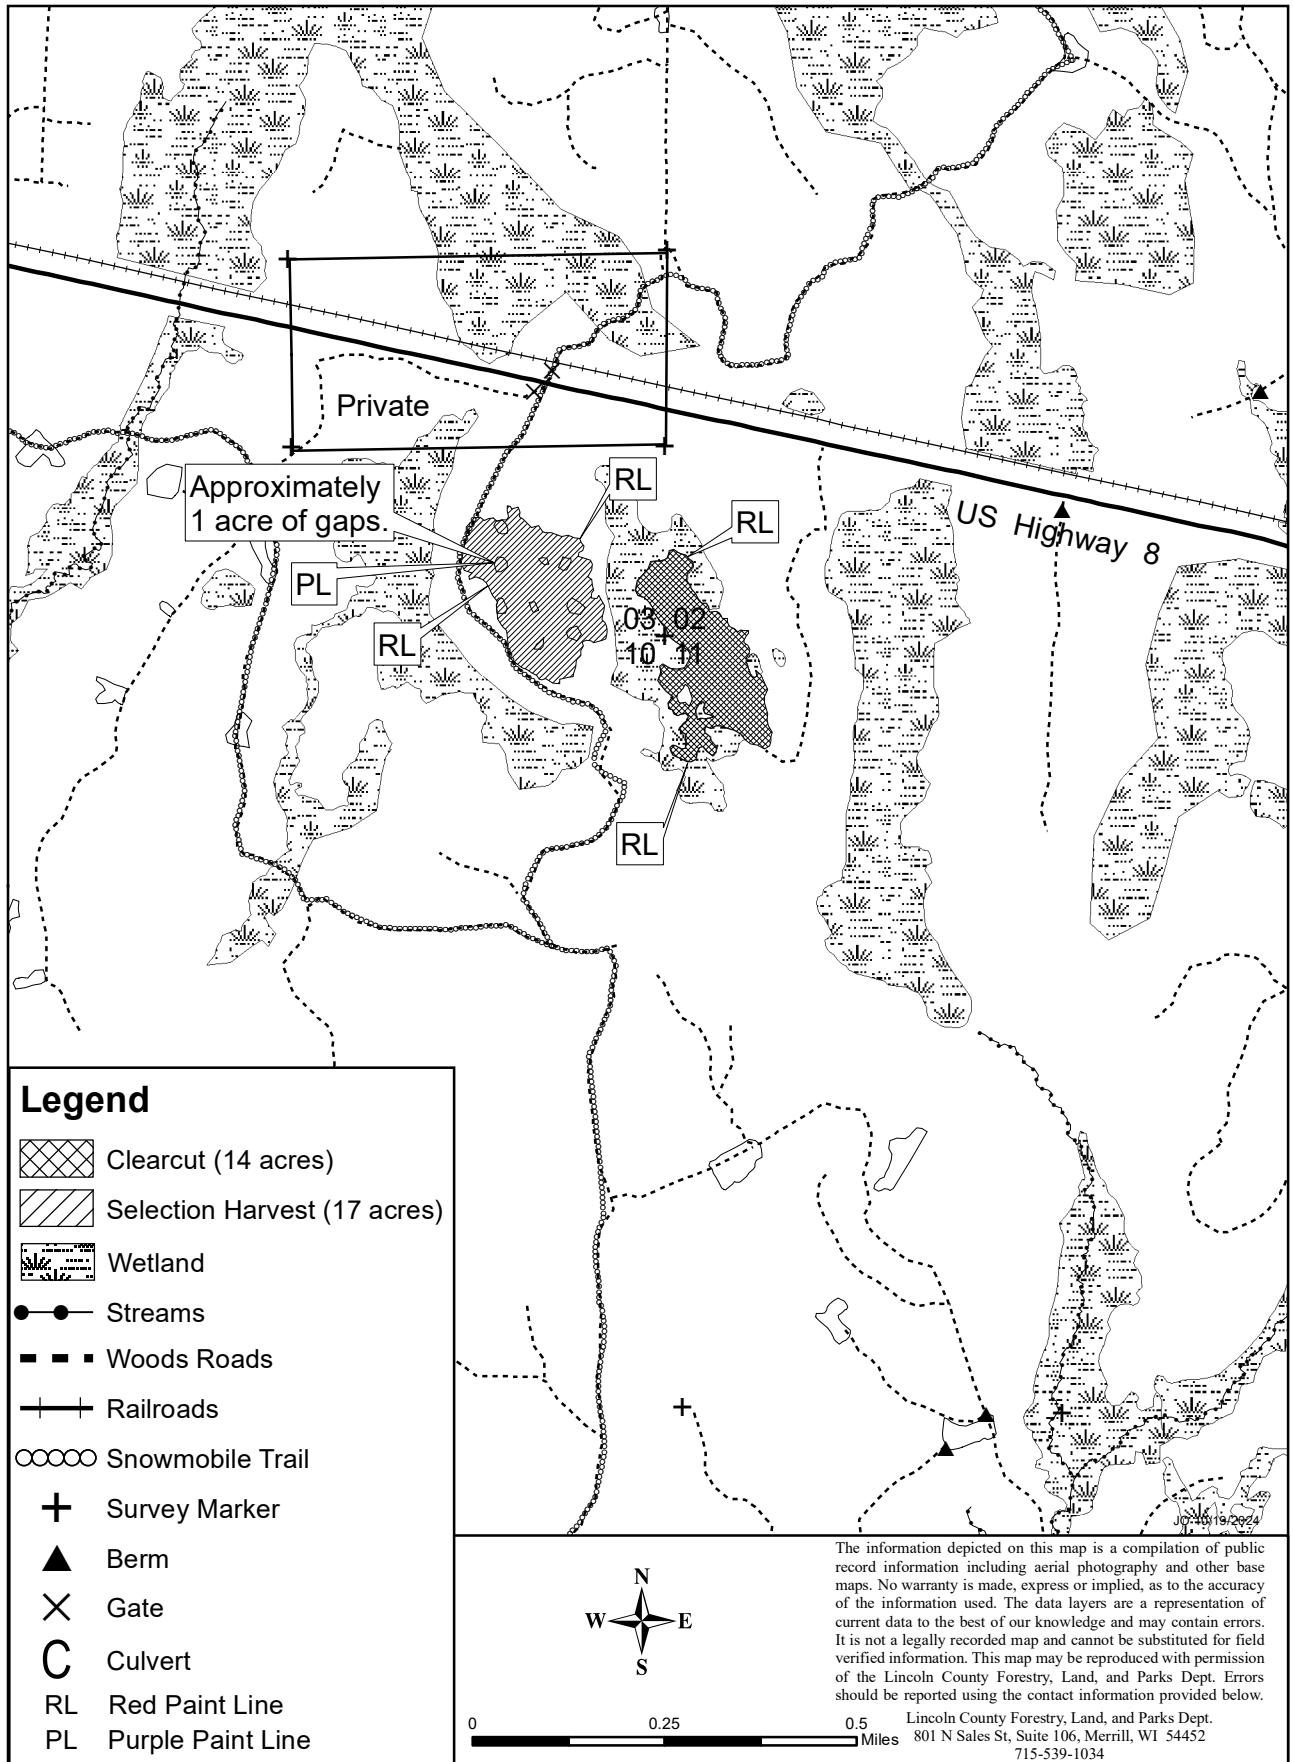 Private
Approximately
1 acre of gaps.
RL
RL
PL
RL
03 02
10 11
RL
US Highway 8
Legend
Clearcut (14 acres)
Selection Harvest (17 acres)
Wetland
Streams
Woods Roads
Railroads
Snowmobile Trail
Survey Marker
Berm
Gate
C Culvert
RL Red Paint Line
PL Purple Paint Line
JO 10/19/2024
N
W E
S
0 0.25 0.5
Miles
The information depicted on this map is a compilation of public
record information including aerial photography and other base
maps. No warranty is made, express or implied, as to the accuracy
of the information used. The data layers are a representation of
current data to the best of our knowledge and may contain errors.
It is not a legally recorded map and cannot be substituted for field
verified information. This map may be reproduced with permission
of the Lincoln County Forestry, Land, and Parks Dept. Errors
should be reported using the contact information provided below.
Lincoln County Forestry, Land, and Parks Dept.
801 N Sales St, Suite 106, Merrill, WI 54452
715-539-1034